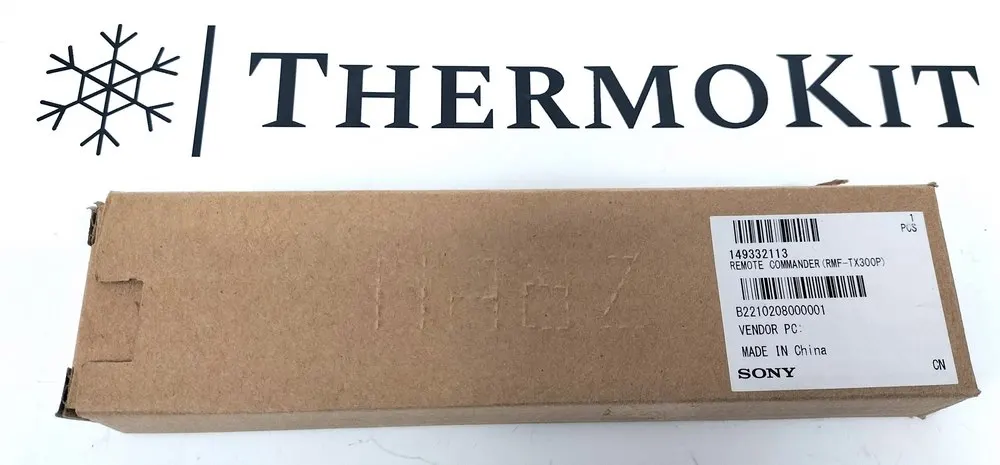 THERMOKIT
1
PCS
149332113
REMOTE COMMANDER(RMF-TX300P)
B2210208000001
VENDOR PC:
MADE IN China
SONY
CN